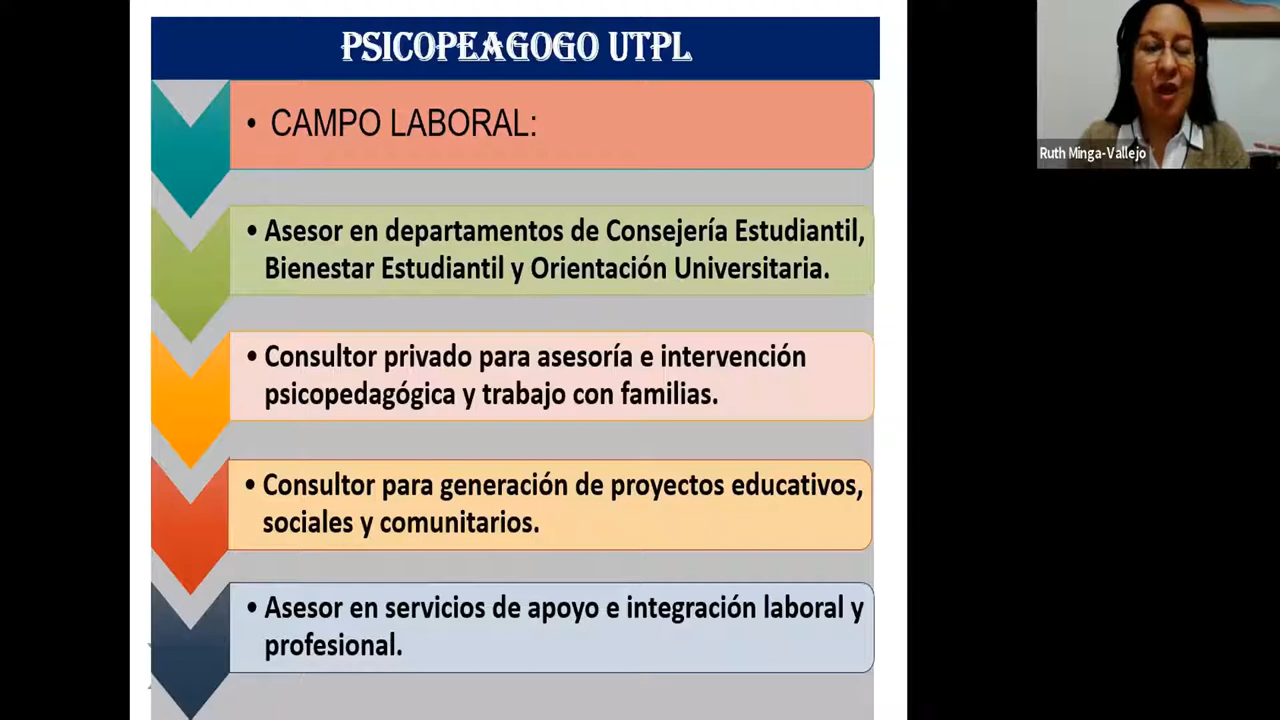 PSICOPEAGOGO UTPL
Ruth Minga-Vallejo
• CAMPO LABORAL:
• Asesor en departamentos de Consejería Estudiantil,
Bienestar Estudiantil y Orientación Universitaria.
• Consultor privado para asesoría e intervención
psicopedagógica y trabajo con familias.
• Consultor para generación de proyectos educativos,
sociales y comunitarios.
• Asesor en servicios de apoyo e integración laboral y
profesional.